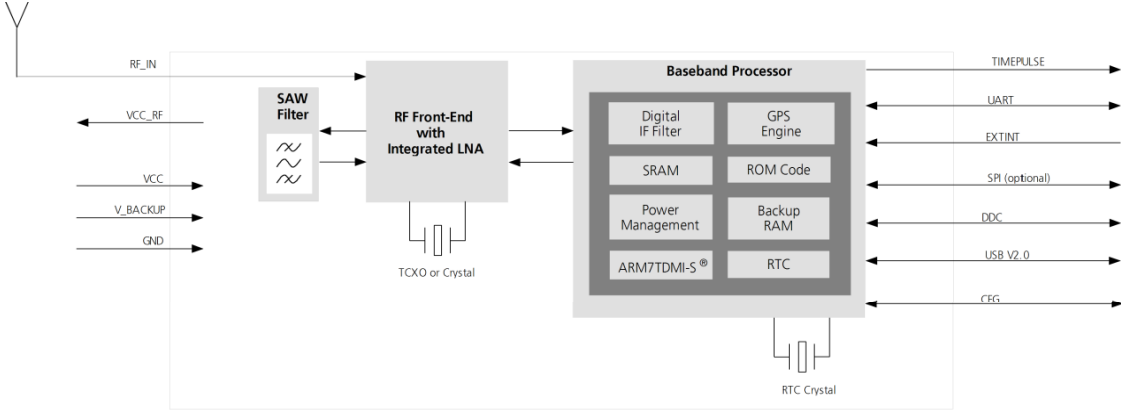 RF_IN
VCC_RF
VCC
V_BACKUP
GND
SAW
Filter
RF Front-End
with
Integrated LNA
TCXO or Crystal
Baseband Processor
Digital
IF Filter
GPS
Engine
SRAM
ROM Code
Power
Management
Backup
RAM
ARM7TDMI-S ®
RTC
RTC Crystal
TIMEPULSE
UART
EXTINT
SPI (optional)
DDC
USB V2.0
CFG